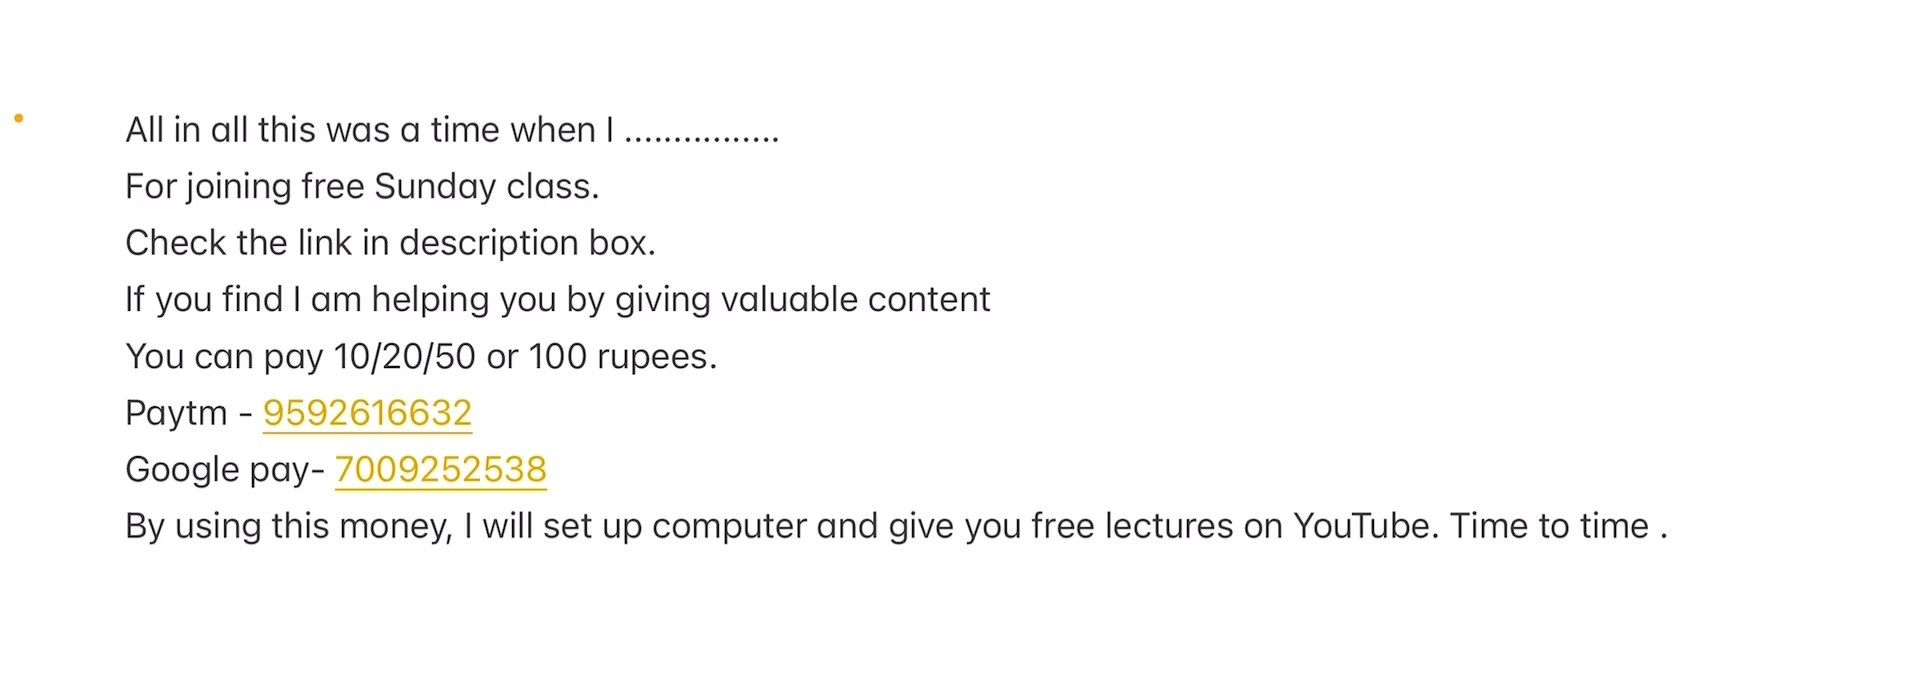 All in all this was a time when I ................
For joining free Sunday class.
Check the link in description box.
If you find I am helping you by giving valuable content
You can pay 10/20/50 or 100 rupees.
Paytm - 9592616632
Google pay- 7009252538
By using this money, I will set up computer and give you free lectures on YouTube. Time to time .